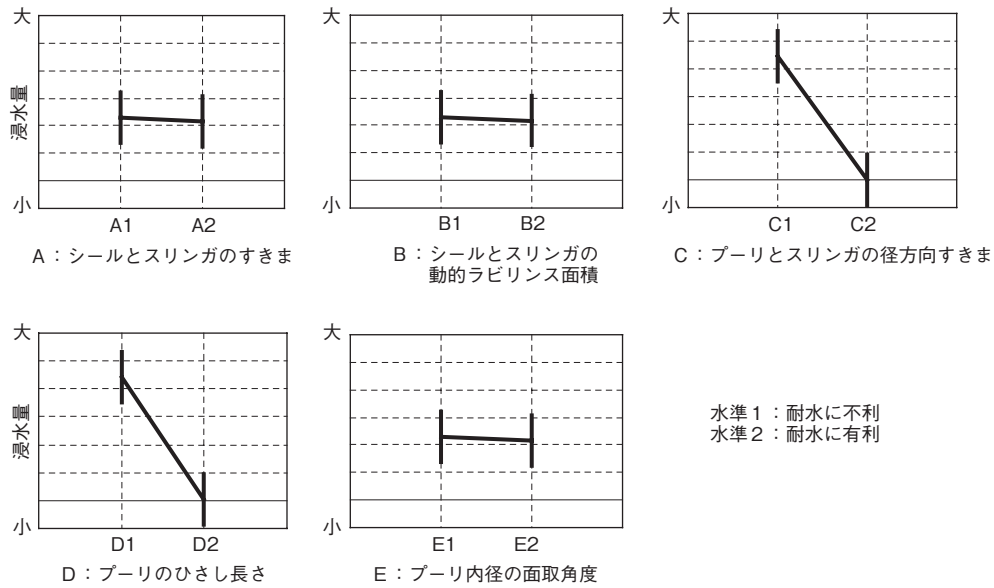 大
浸水量
小
A1 A2
A：シールとスリンガのすきま
大
小
B1 B2
B：シールとスリンガの
動的ラビリンス面積
大
小
C1 C2
C：プーリとスリンガの径方向すきま
大
浸水量
小
D1 D2
D：プーリのひさし長さ
大
小
E1 E2
E：プーリ内径の面取角度
水準1：耐水に不利
水準2：耐水に有利